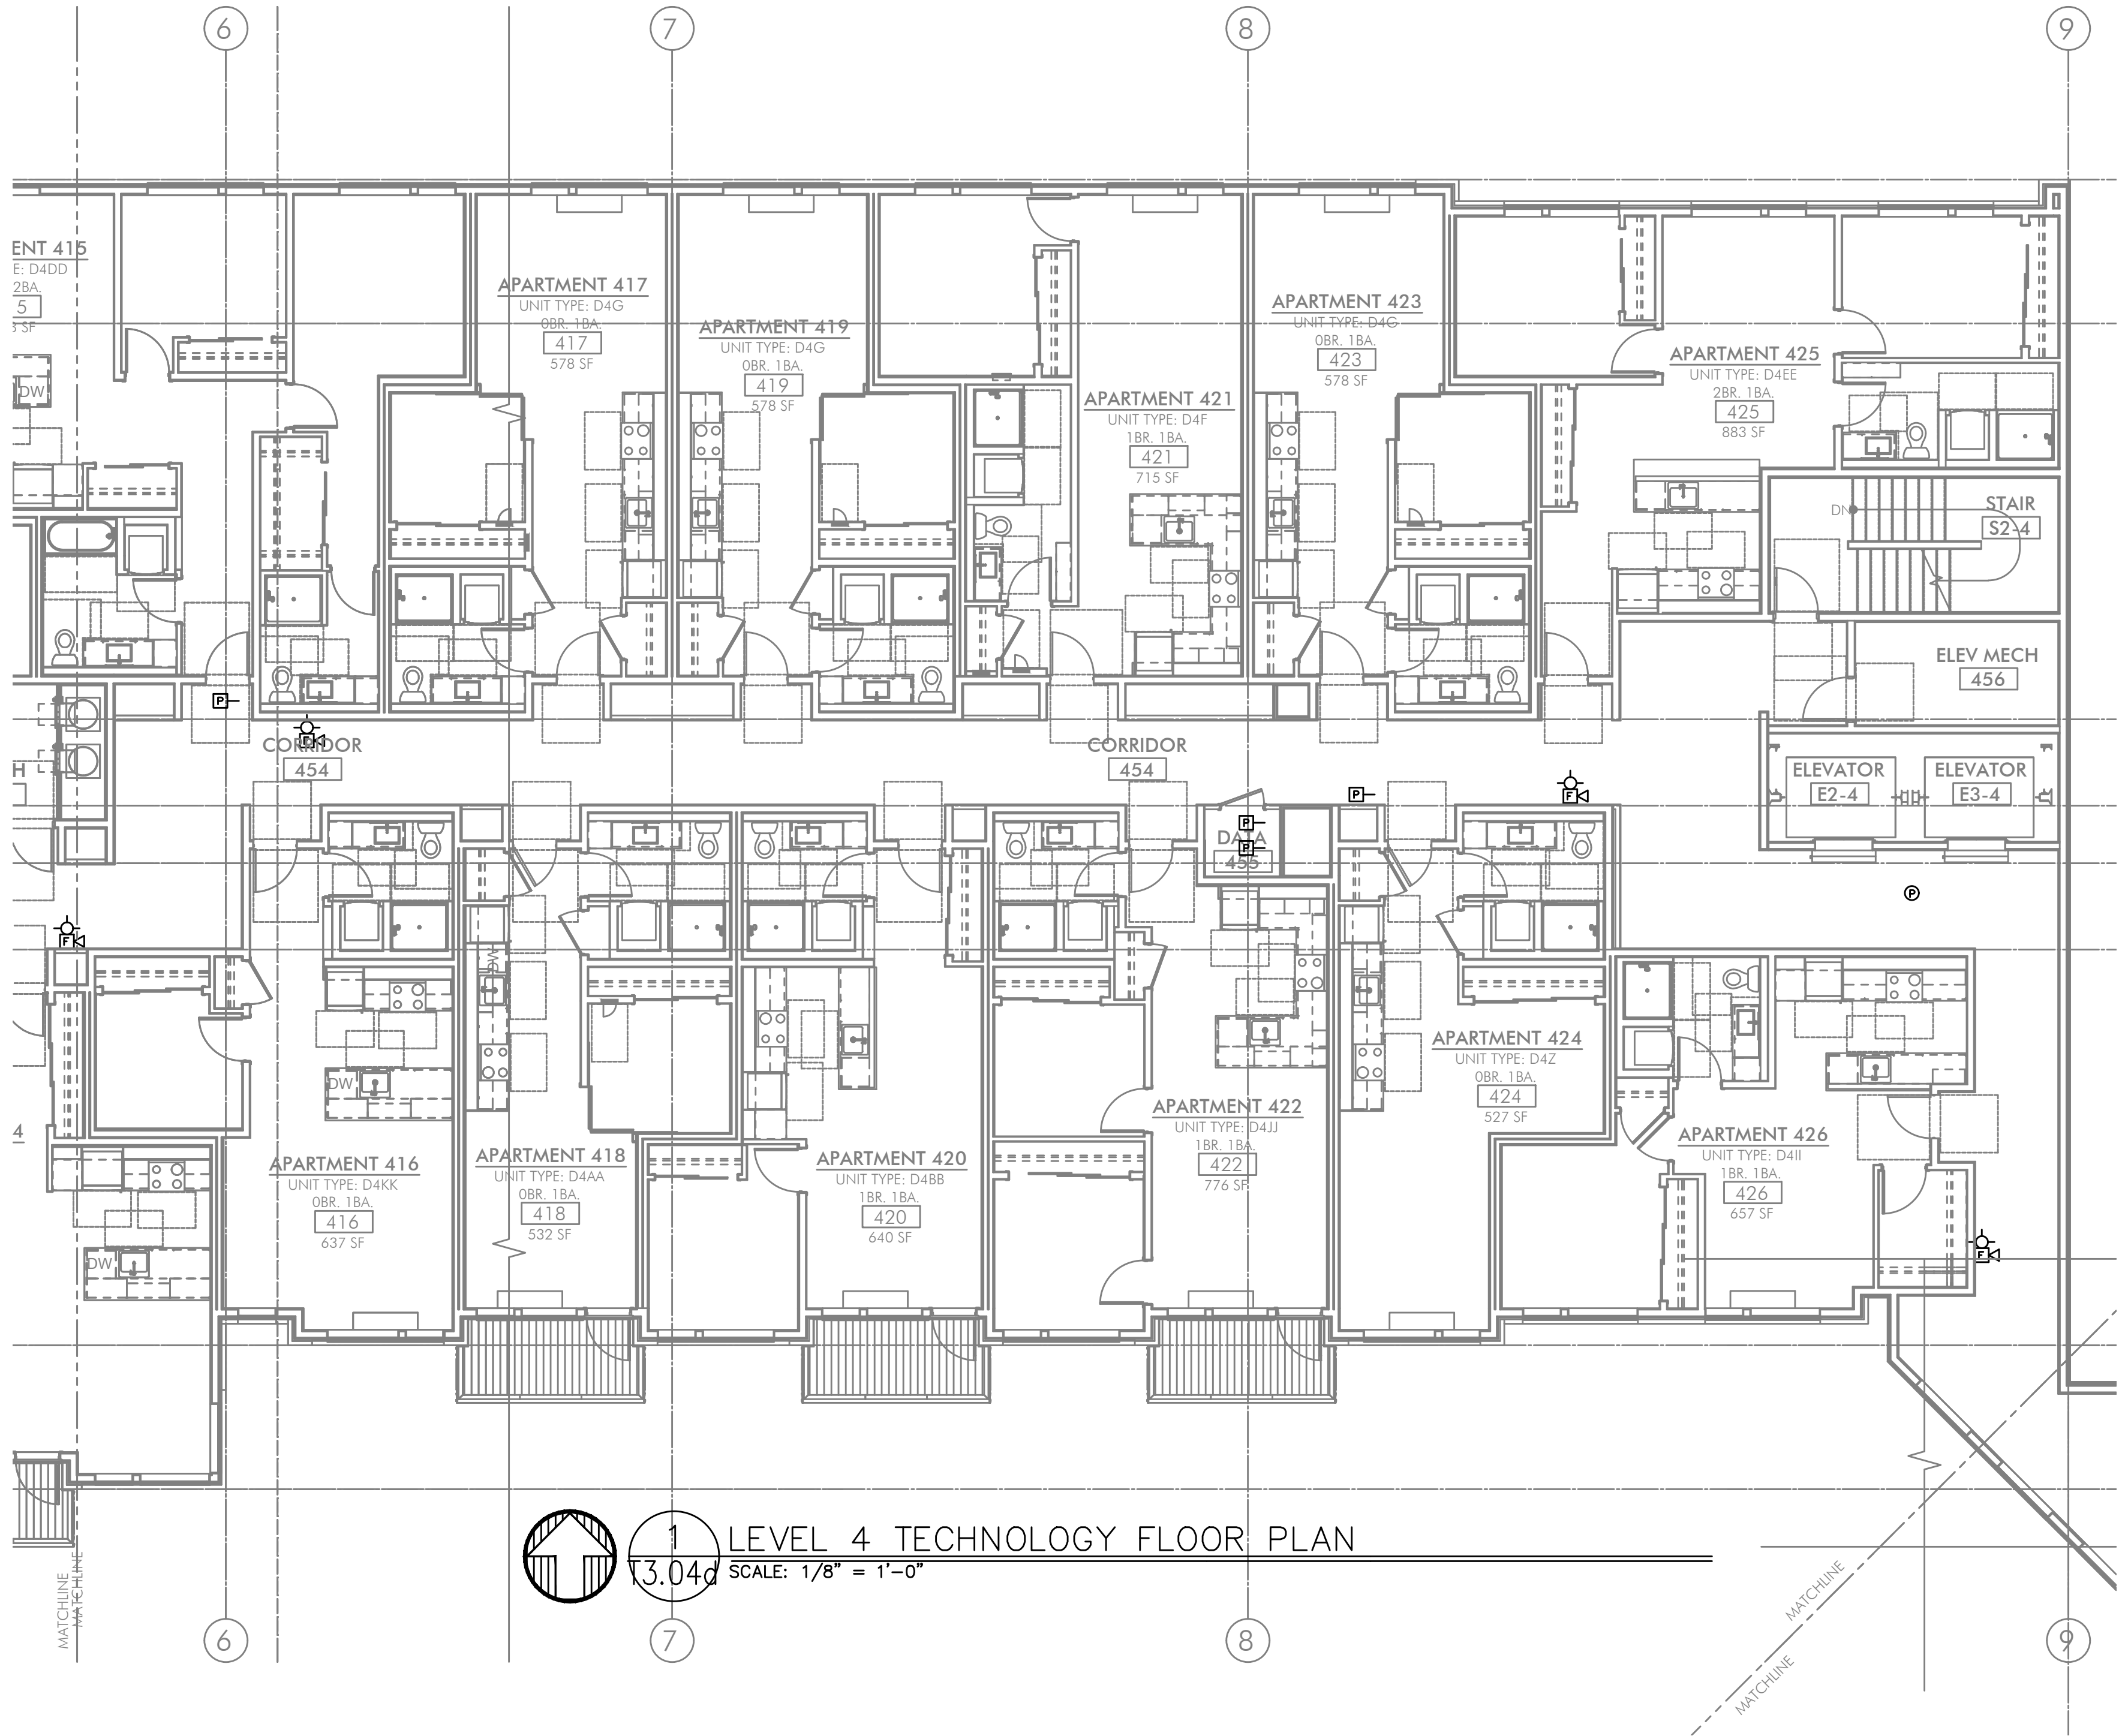 6
7
8
9
ENT 415
E: D4DD
2BA.
5
SF
DW
APARTMENT 417
UNIT TYPE: D4G
0BR. 1BA.
417
578 SF
APARTMENT 419
UNIT TYPE: D4G
0BR. 1BA.
419
578 SF
APARTMENT 421
UNIT TYPE: D4F
1BR. 1BA.
421
715 SF
APARTMENT 423
UNIT TYPE: D4G
0BR. 1BA.
423
578 SF
APARTMENT 425
UNIT TYPE: D4EE
2BR. 1BA.
425
883 SF
DN
STAIR
S2-4
ELEV MECH
456
P
F
CORRIDOR
454
CORRIDOR
454
H
ELEVATOR
E2-4
ELEVATOR
E3-4
P
F
P
DATA
P
455
P
F
DW
4
APARTMENT 416
UNIT TYPE: D4KK
0BR. 1BA.
416
637 SF
DW
APARTMENT 418
UNIT TYPE: D4AA
0BR. 1BA.
418
532 SF
APARTMENT 420
UNIT TYPE: D4BB
1BR. 1BA.
420
640 SF
APARTMENT 422
UNIT TYPE: D4JJ
1BR. 1BA.
422
776 SF
APARTMENT 424
UNIT TYPE: D4Z
0BR. 1BA.
424
527 SF
APARTMENT 426
UNIT TYPE: D4II
1BR. 1BA.
426
657 SF
F
DW
1
T3.04d
LEVEL 4 TECHNOLOGY FLOOR PLAN
SCALE: 1/8" = 1'-0"
MATCHLINE
MATCHLINE
MATCHLINE
MATCHLINE
6
7
8
9